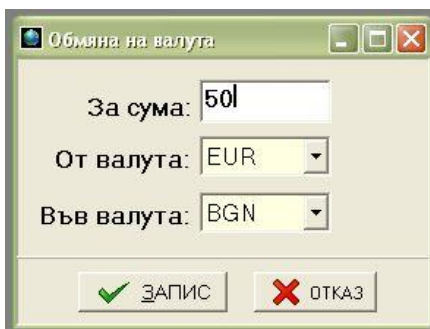 Обмяна на валута
За сума: 50
От валута: EUR
Във валута: BGN
ЗАПИС ОТКАЗ